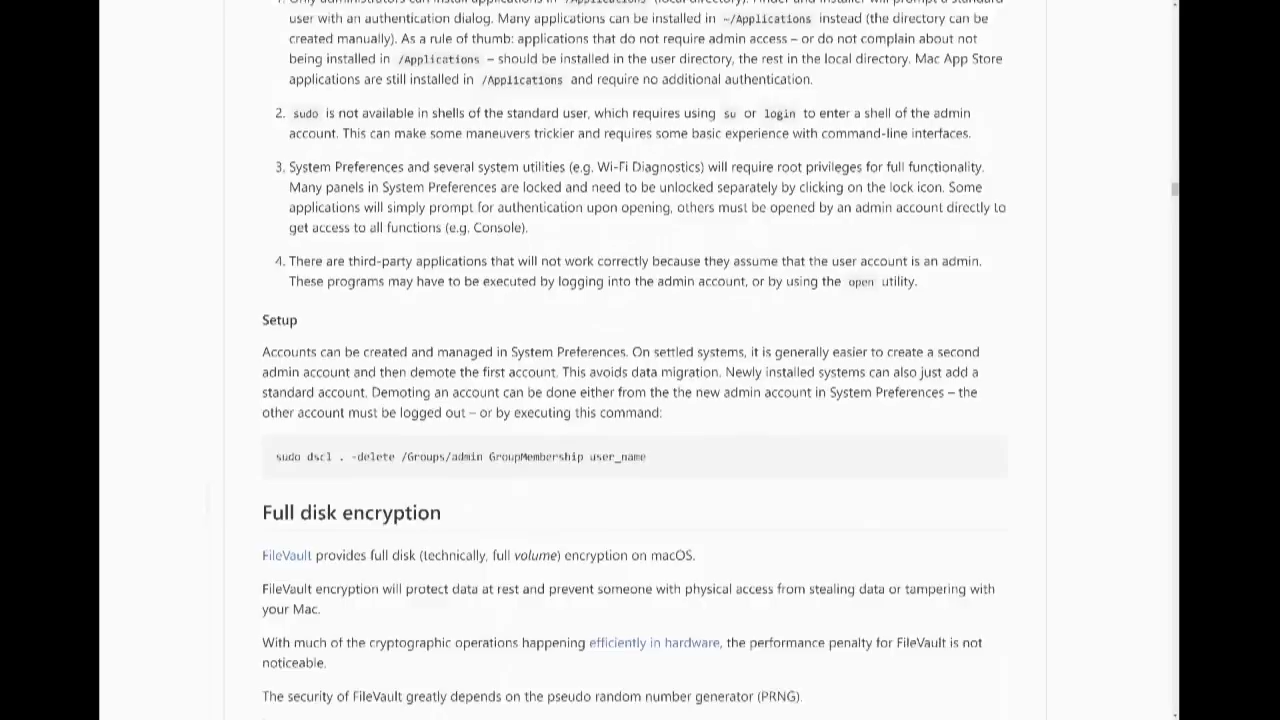 user with an authentication dialog. Many applications can be installed in ~/Applications instead (the directory can be
created manually). As a rule of thumb: applications that do not require admin access – or do not complain about not
being installed in /Applications – should be installed in the user directory, the rest in the local directory. Mac App Store
applications are still installed in /Applications and require no additional authentication.
2. sudo is not available in shells of the standard user, which requires using su or login to enter a shell of the admin
account. This can make some maneuvers trickier and requires some basic experience with command-line interfaces.
3. System Preferences and several system utilities (e.g. Wi-Fi Diagnostics) will require root privileges for full functionality.
Many panels in System Preferences are locked and need to be unlocked separately by clicking on the lock icon. Some
applications will simply prompt for authentication upon opening, others must be opened by an admin account directly to
get access to all functions (e.g. Console).
4. There are third-party applications that will not work correctly because they assume that the user account is an admin.
These programs may have to be executed by logging into the admin account, or by using the open utility.
Setup
Accounts can be created and managed in System Preferences. On settled systems, it is generally easier to create a second
admin account and then demote the first account. This avoids data migration. Newly installed systems can also just add a
standard account. Demoting an account can be done either from the the new admin account in System Preferences – the
other account must be logged out – or by executing this command:
sudo dscl . -delete /Groups/admin GroupMembership user_name
Full disk encryption
FileVault provides full disk (technically, full volume) encryption on macOS.
FileVault encryption will protect data at rest and prevent someone with physical access from stealing data or tampering with
your Mac.
With much of the cryptographic operations happening efficiently in hardware, the performance penalty for FileVault is not
noticeable.
The security of FileVault greatly depends on the pseudo random number generator (PRNG).